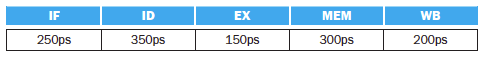 IF ID EX MEM WB
250ps 350ps 150ps 300ps 200ps